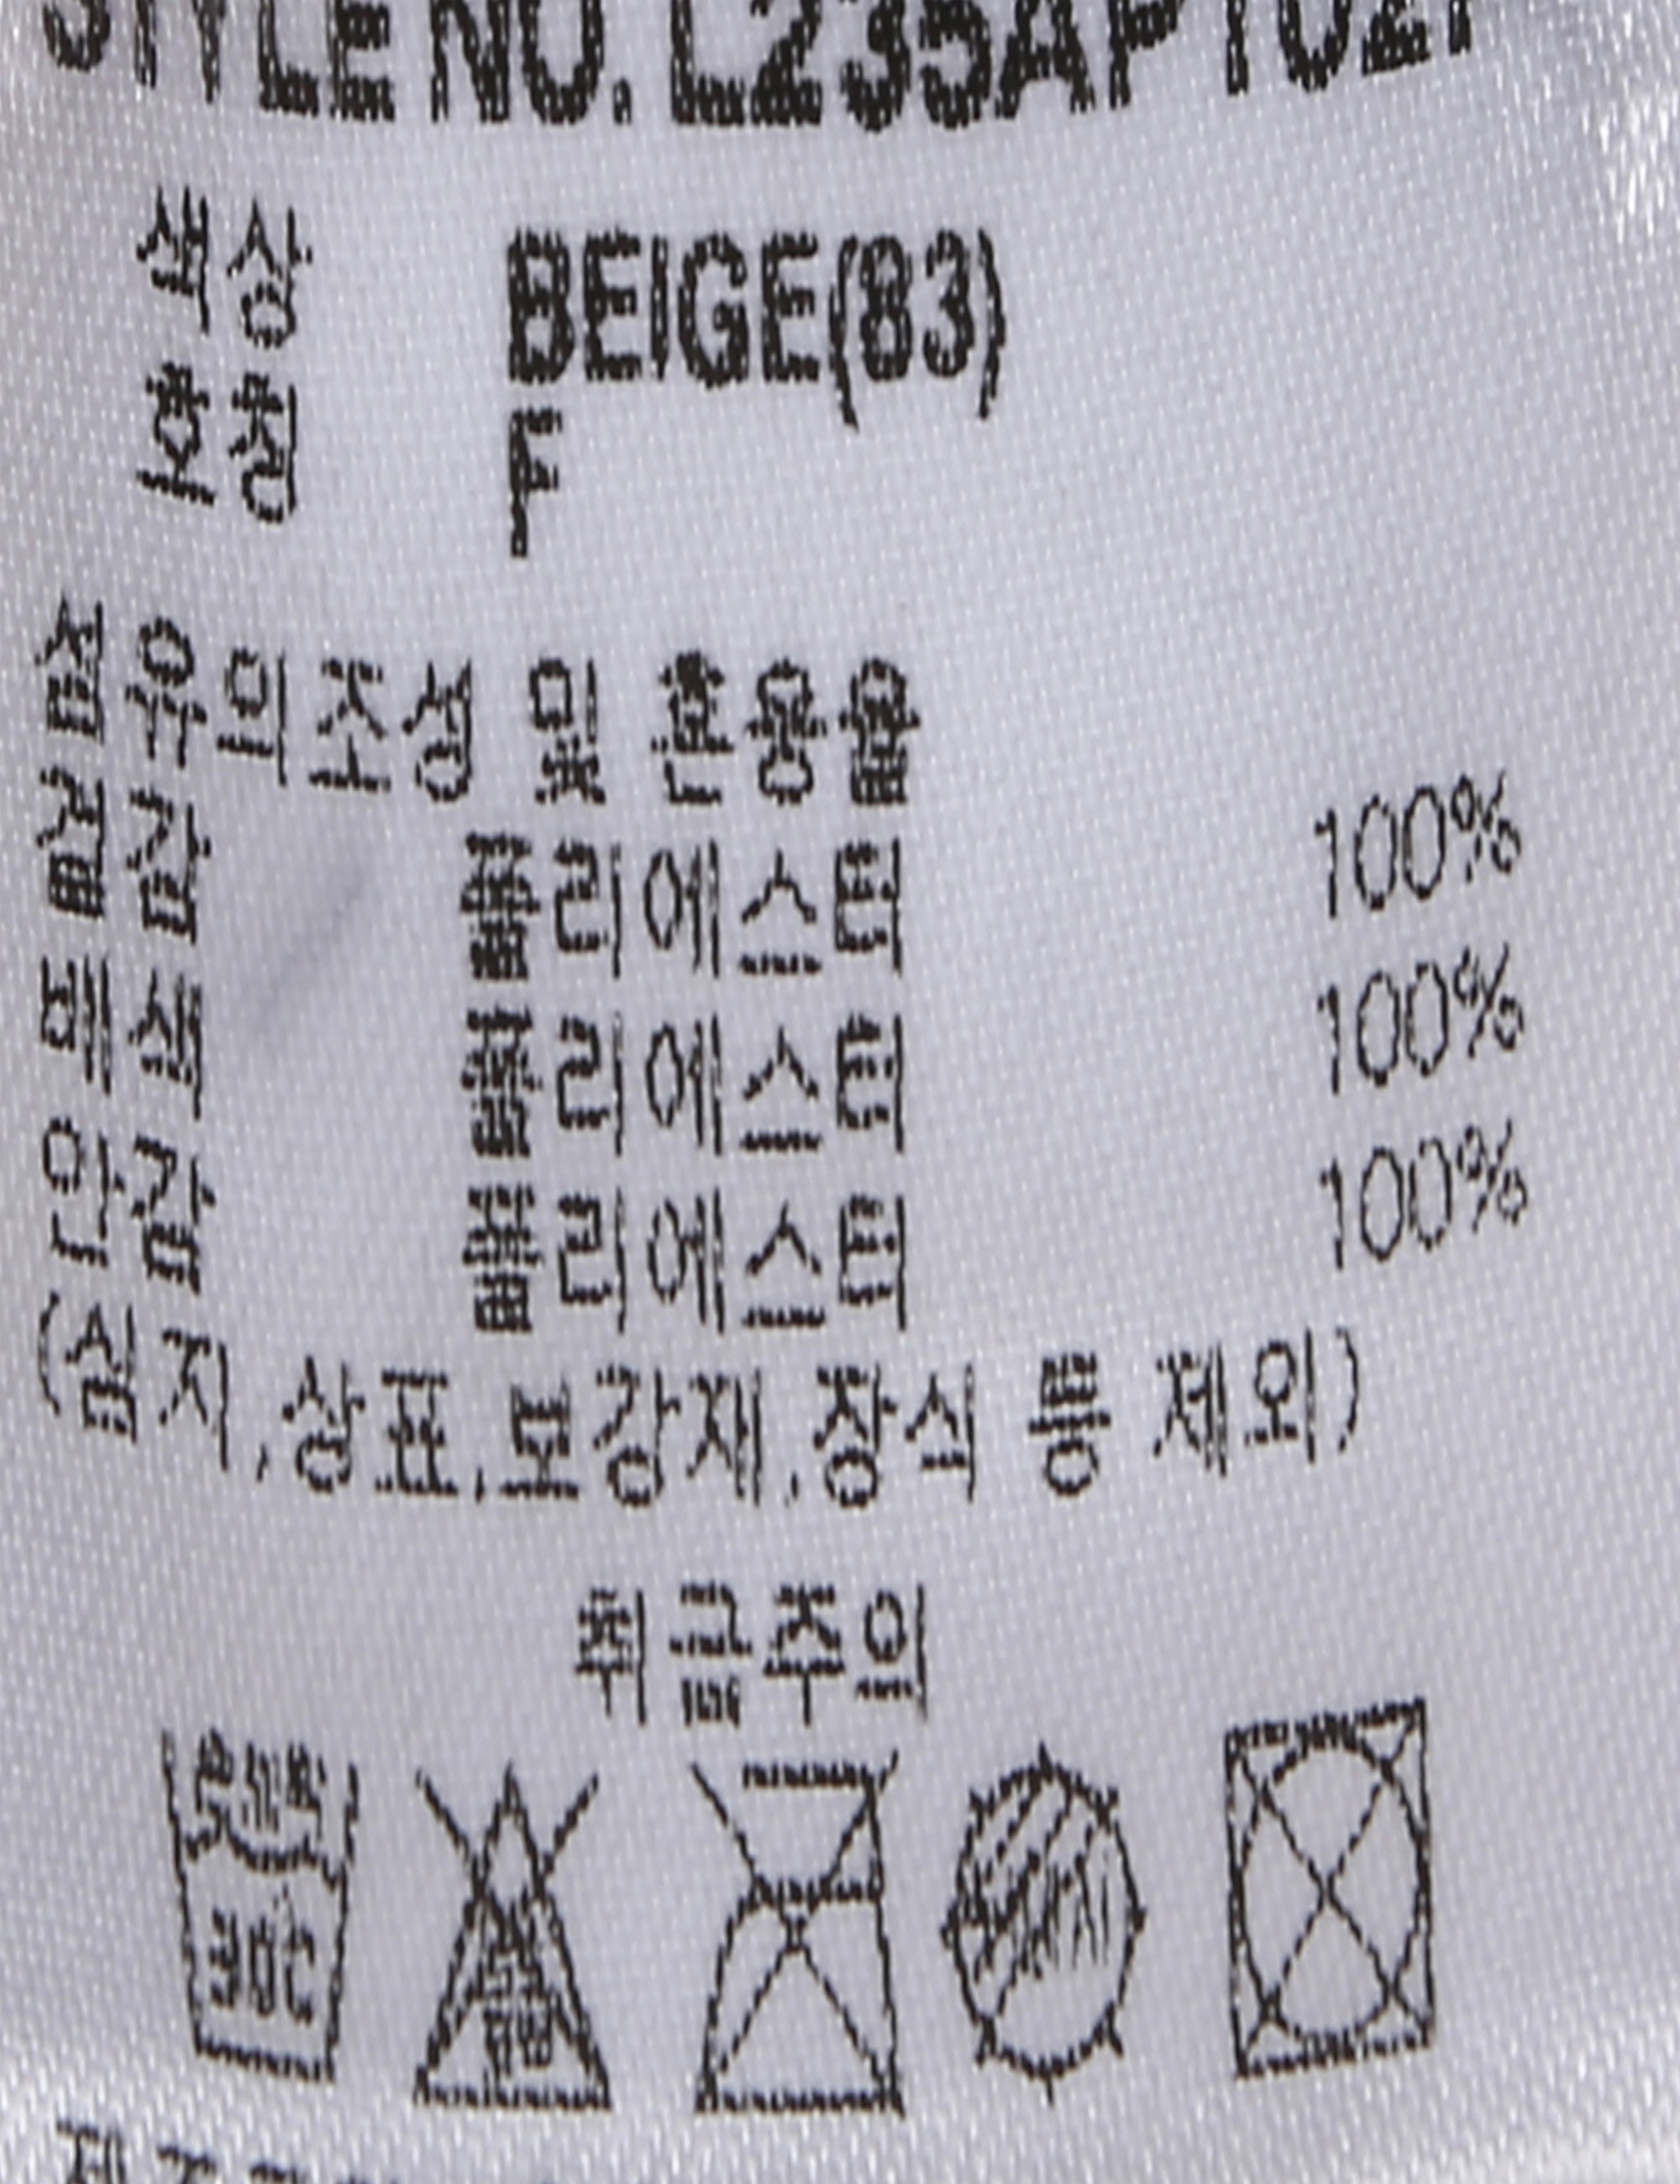 STYLE NO. L235APT021
색상 BEIGE(83)
호칭 F
섬유의조성 및 혼용율
겉감 폴리에스터 100%
배색 폴리에스터 100%
안감 폴리에스터 100%
(심지,상표,보강재,장식 등 제외)
취급주의
30C